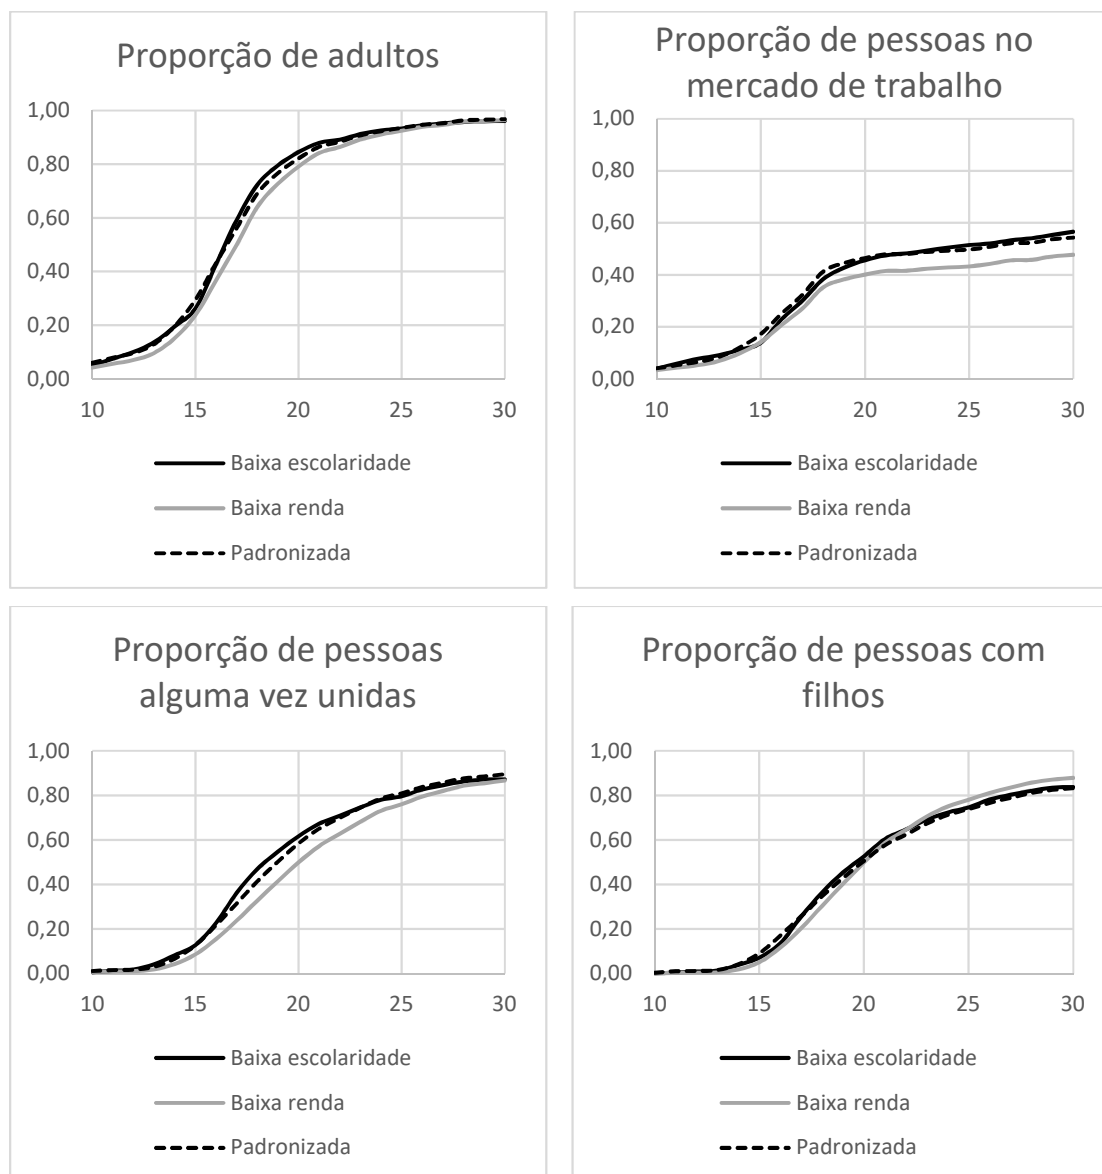 Proporção de adultos
1,00
0,80
0,60
0,40
0,20
0,00
10 15 20 25 30
Baixa escolaridade
Baixa renda
Padronizada
Proporção de pessoas no
mercado de trabalho
1,00
0,80
0,60
0,40
0,20
0,00
10 15 20 25 30
Baixa escolaridade
Baixa renda
Padronizada
Proporção de pessoas
alguma vez unidas
1,00
0,80
0,60
0,40
0,20
0,00
10 15 20 25 30
Baixa escolaridade
Baixa renda
Padronizada
Proporção de pessoas com
filhos
1,00
0,80
0,60
0,40
0,20
0,00
10 15 20 25 30
Baixa escolaridade
Baixa renda
Padronizada